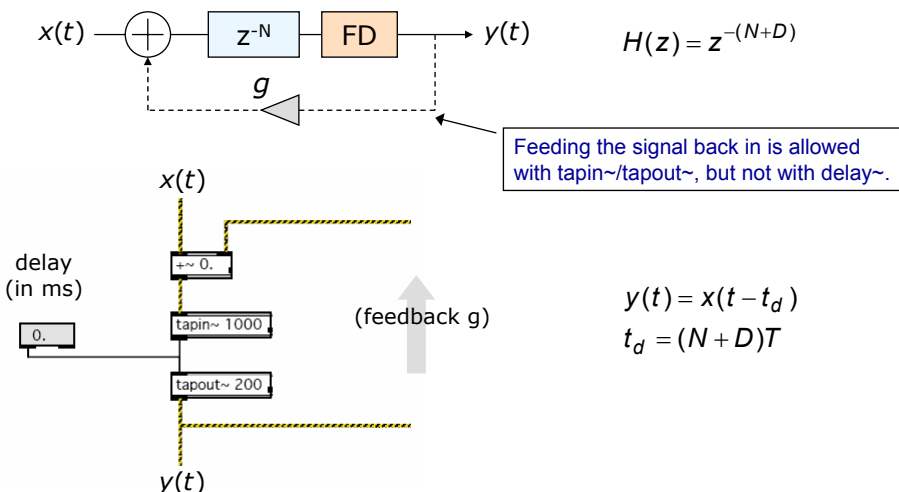 x(t)
z-N
FD
y(t)
H(z) = z^{-(N+D)}
g
Feeding the signal back in is allowed
with tapin~/tapout~, but not with delay~.
x(t)
+~ 0.
delay
(in ms)
0.
tapin~ 1000
(feedback g)
y(t) = x(t – t_d)
t_d = (N + D)T
tapout~ 200
y(t)